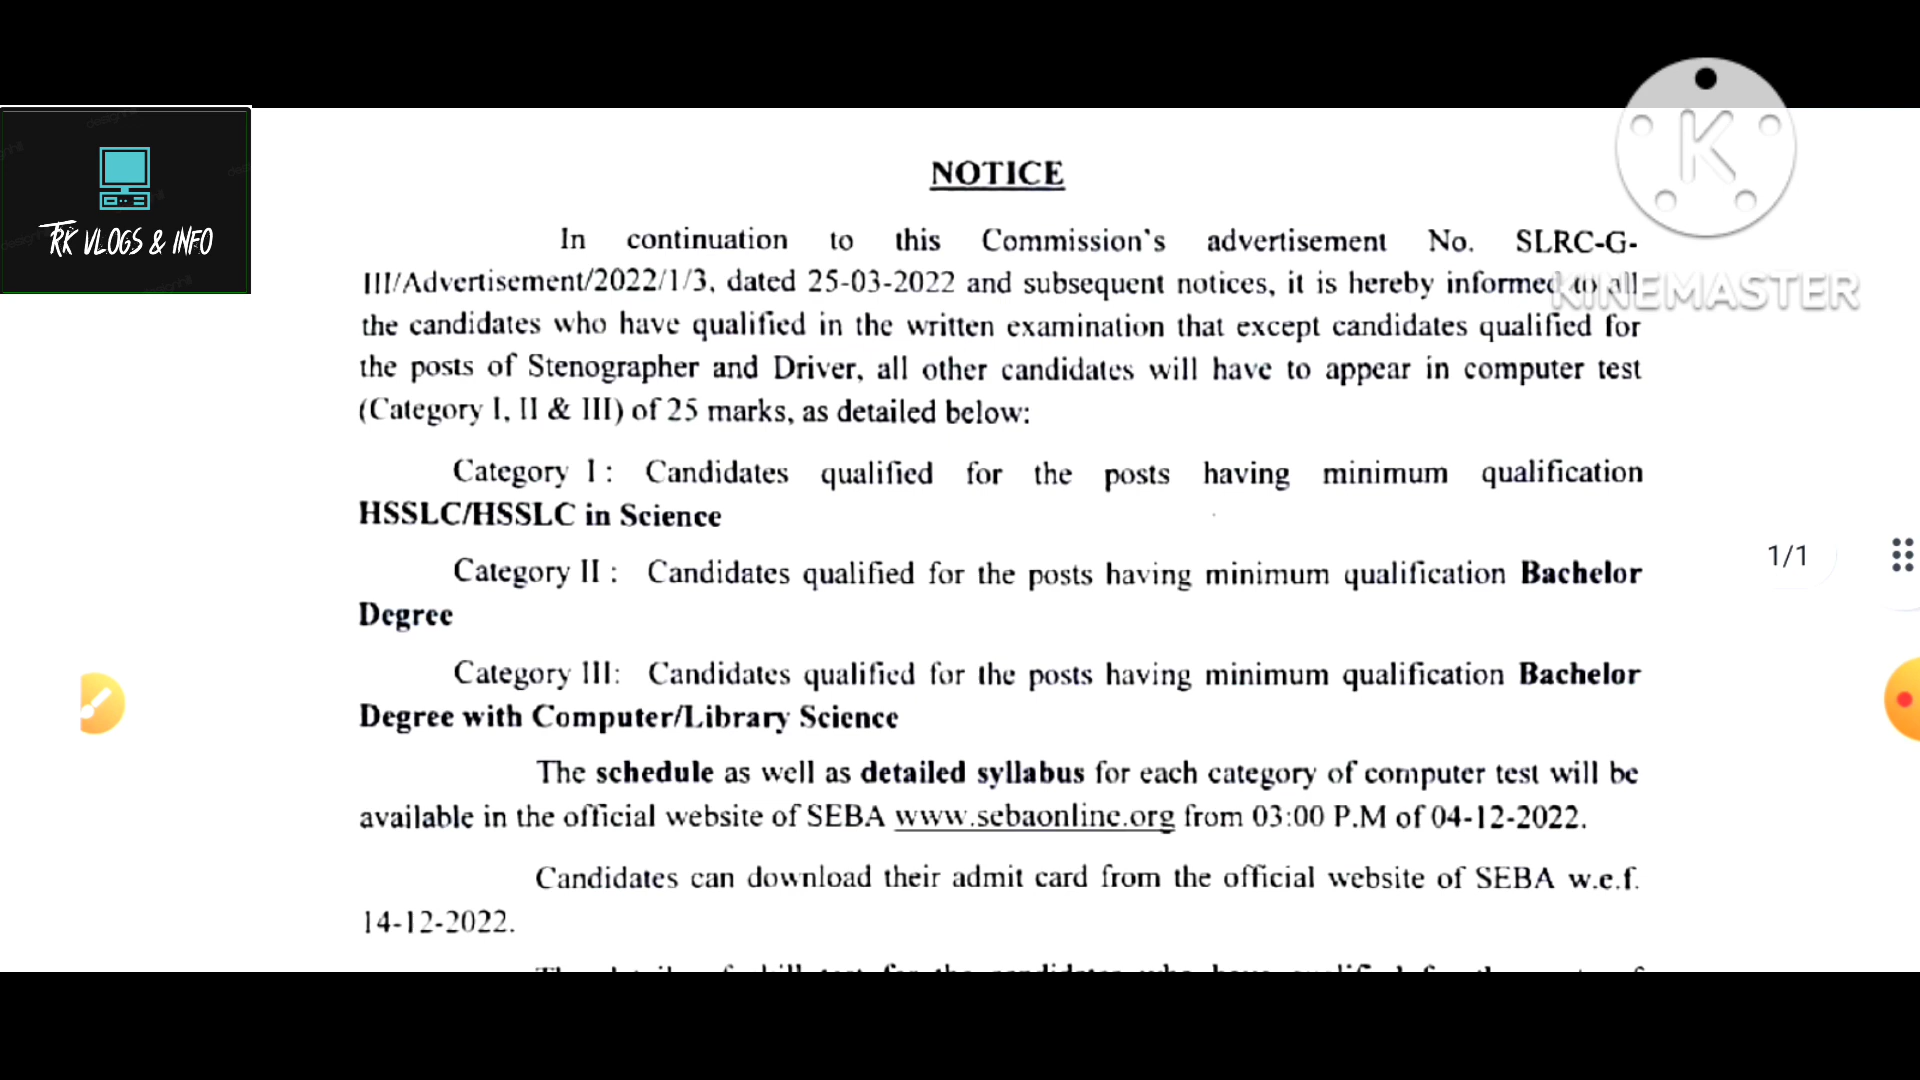 NOTICE
In continuation to this Commission's advertisement No. SLRC-G-
III/Advertisement/2022/1/3, dated 25-03-2022 and subsequent notices, it is hereby informed to all
the candidates who have qualified in the written examination that except candidates qualified for
the posts of Stenographer and Driver, all other candidates will have to appear in computer test
(Category I, II & III) of 25 marks, as detailed below:
Category I : Candidates qualified for the posts having minimum qualification
HSSLC/HSSLC in Science
Category II : Candidates qualified for the posts having minimum qualification Bachelor
Degree
Category III: Candidates qualified for the posts having minimum qualification Bachelor
Degree with Computer/Library Science
The schedule as well as detailed syllabus for each category of computer test will be
available in the official website of SEBA www.sebaonline.org from 03:00 P.M of 04-12-2022.
Candidates can download their admit card from the official website of SEBA w.e.f.
14-12-2022.
RK VLOGS & INFO
K
KINEMASTER
1/1